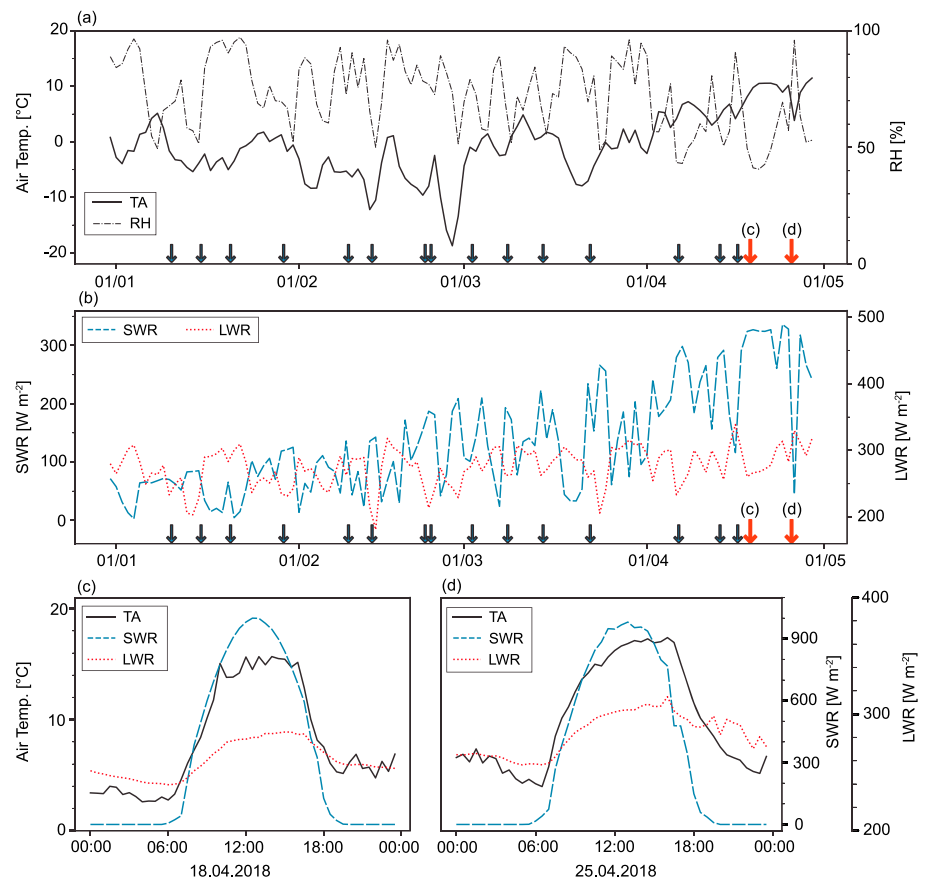 (a)
20
10
0
-10
-20
Air Temp. [°C]
100
50
0
RH [%]
TA
RH
(c)
(d)
01/01
01/02
01/03
01/04
01/05
(b)
SWR
LWR
300
200
100
0
SWR [W m-2]
500
400
300
200
LWR [W m-2]
(c)
(d)
01/01
01/02
01/03
01/04
01/05
(c)
20
10
0
Air Temp. [°C]
TA
SWR
LWR
00:00
06:00
12:00
18:00
00:00
18.04.2018
(d)
TA
SWR
LWR
900
600
300
0
SWR [W m-2]
400
300
200
LWR [W m-2]
00:00
06:00
12:00
18:00
00:00
25.04.2018